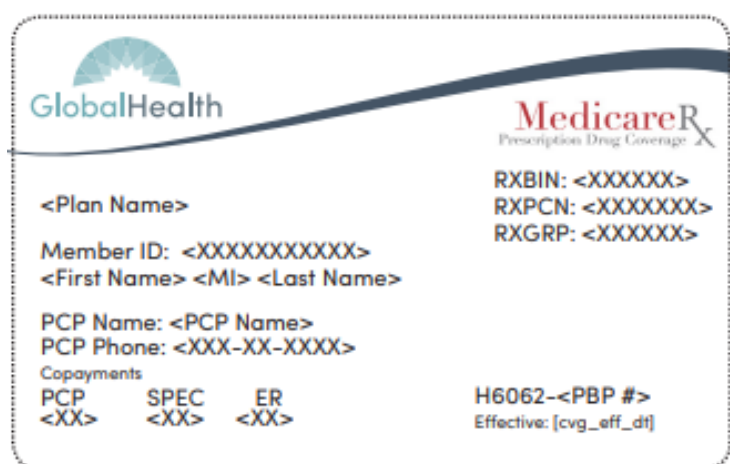 GlobalHealth
MedicareRx
Prescription Drug Coverage
RXBIN: <XXXXXX>
RXPCN: <XXXXXXX>
RXGRP: <XXXXXX>
<Plan Name>
Member ID: <XXXXXXXXXXX>
<First Name> <MI> <Last Name>
PCP Name: <PCP Name>
PCP Phone: <XXX-XX-XXXX>
Copayments
PCP SPEC ER
<XX> <XX> <XX>
H6062-<PBP #>
Effective: [cvg_eff_dt]